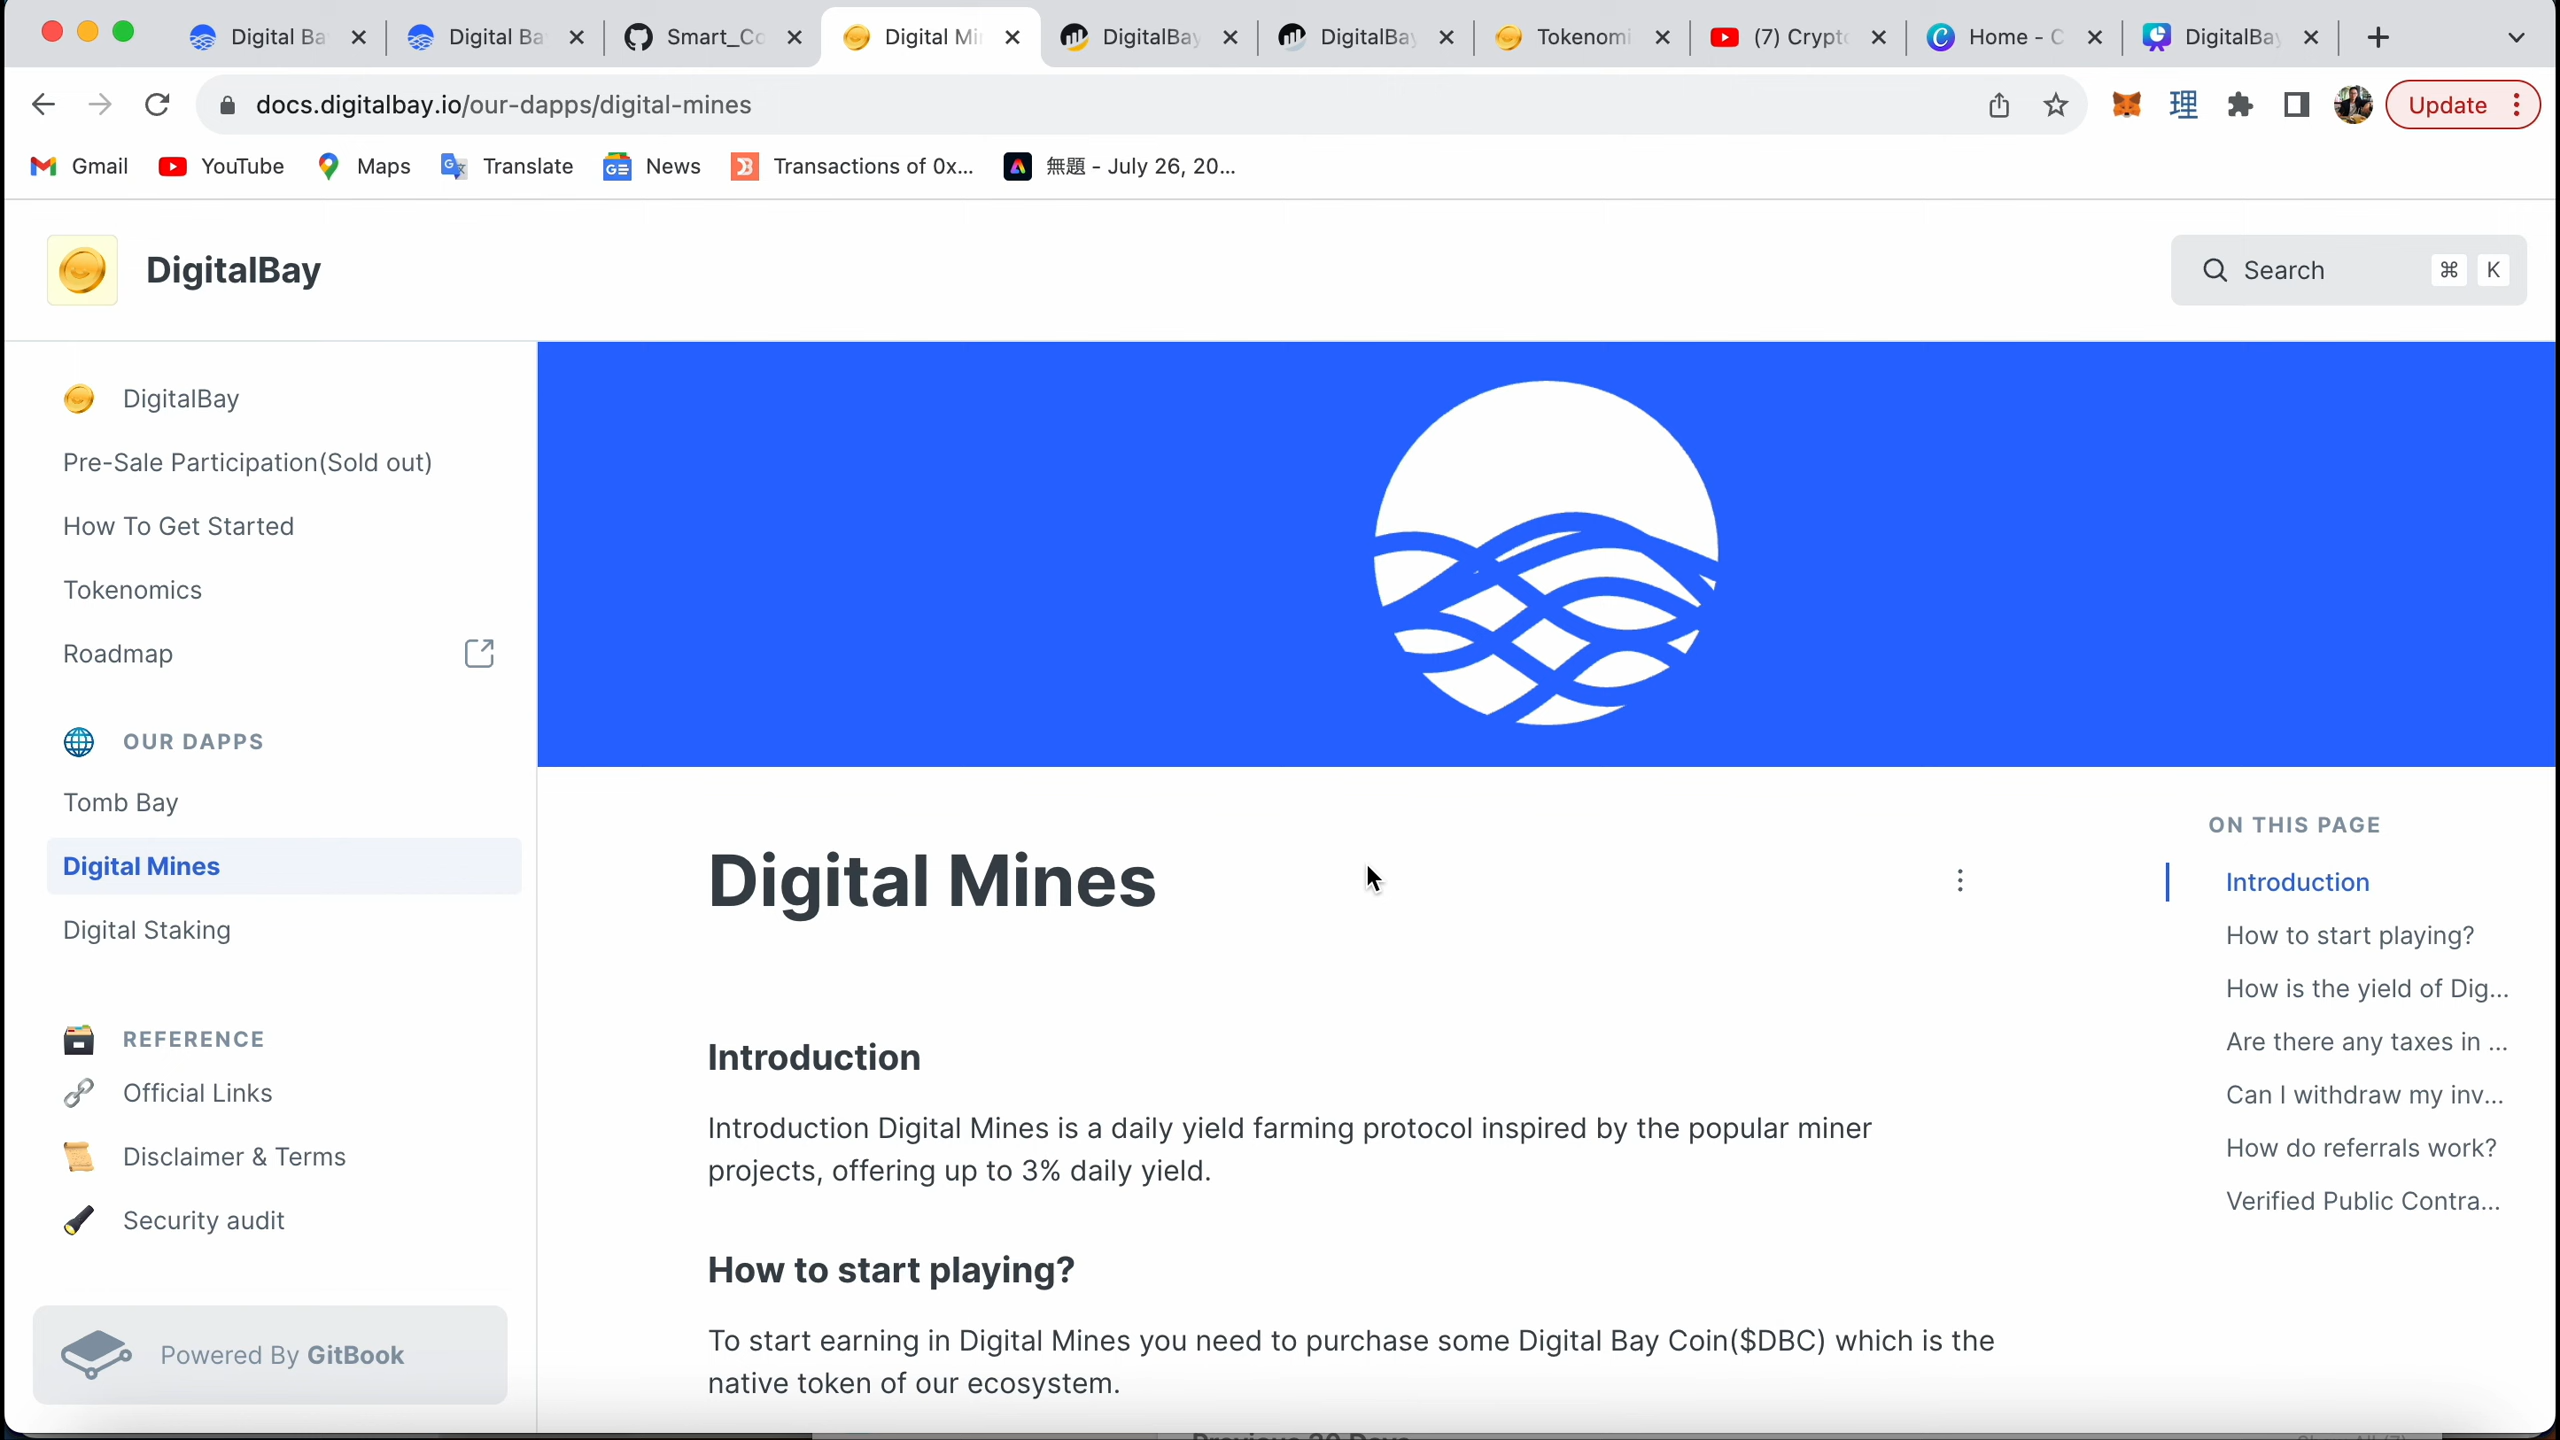 Digital Ba
Digital Ba
Smart_Co
Digital Mi
DigitalBay
DigitalBay
Tokenomi
(7) Crypto
Home - C
DigitalBay
docs.digitalbay.io/our-dapps/digital-mines
理
Update
Gmail
YouTube
Maps
Translate
News
Transactions of 0x...
無題 - July 26, 20...
DigitalBay
Search
⌘ K
DigitalBay
Pre-Sale Participation(Sold out)
How To Get Started
Tokenomics
Roadmap
OUR DAPPS
Tomb Bay
Digital Mines
Digital Staking
REFERENCE
Official Links
Disclaimer & Terms
Security audit
Powered By GitBook
Digital Mines
Introduction
Introduction Digital Mines is a daily yield farming protocol inspired by the popular miner
projects, offering up to 3% daily yield.
How to start playing?
To start earning in Digital Mines you need to purchase some Digital Bay Coin($DBC) which is the
native token of our ecosystem.
ON THIS PAGE
Introduction
How to start playing?
How is the yield of Dig...
Are there any taxes in ...
Can I withdraw my inv...
How do referrals work?
Verified Public Contra...